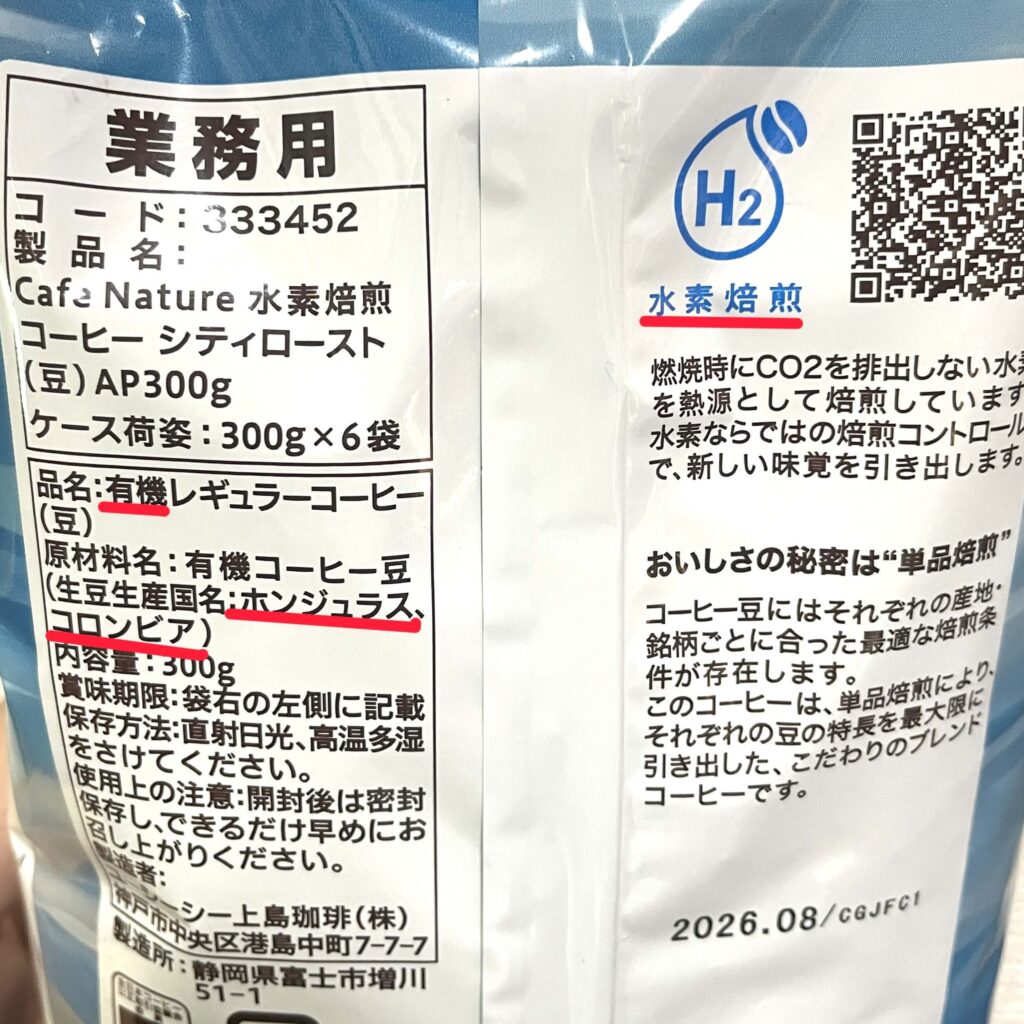 業務用
コード：333452
製品名：
Cafe Nature 水素焙煎
コーヒー シティロースト
（豆）AP300g
ケース荷姿：300g×6袋
品名：有機レギュラーコーヒー
（豆）
原材料名：有機コーヒー豆
（生豆生産国名：ホンジュラス、
コロンビア）
内容量：300g
賞味期限：袋右の左側に記載
保存方法：直射日光、高温多湿
をさけてください。
使用上の注意：開封後は密封
保存し、できるだけ早めにお
召し上がりください。
製造者：
シー上島珈琲（株）
神戸市中央区港島中町7-7-7
製造所：静岡県富士市増川
51-1
H2
水素焙煎
燃焼時にCO2を排出しない水素
を熱源として焙煎しています
水素ならではの焙煎コントロール
で、新しい味覚を引き出します。
おいしさの秘密は“単品焙煎”
コーヒー豆にはそれぞれの産地・
銘柄ごとに合った最適な焙煎条
件が存在します。
このコーヒーは、単品焙煎により、
それぞれの豆の特長を最大限に
引き出した、こだわりのブレンド
コーヒーです。
2026.08/CGJFC1